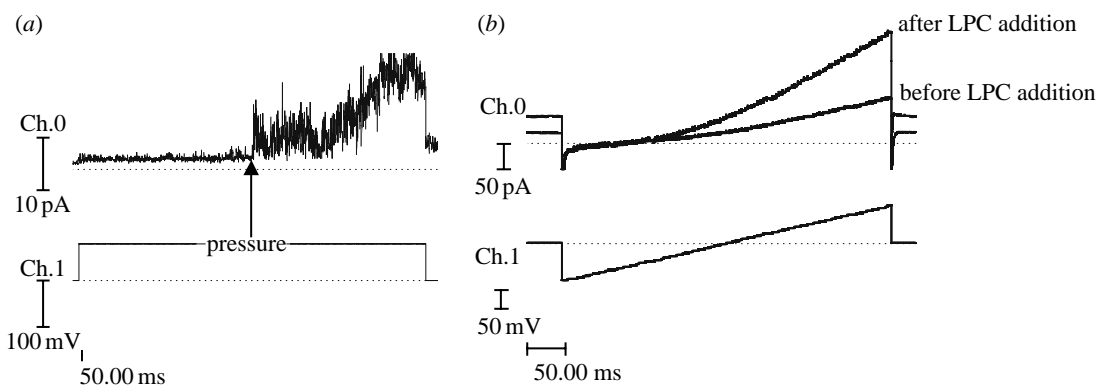 (a)
Ch.0
10 pA
pressure
Ch.1
100 mV
50.00 ms
(b)
after LPC addition
Ch.0
before LPC addition
50 pA
Ch.1
50 mV
50.00 ms